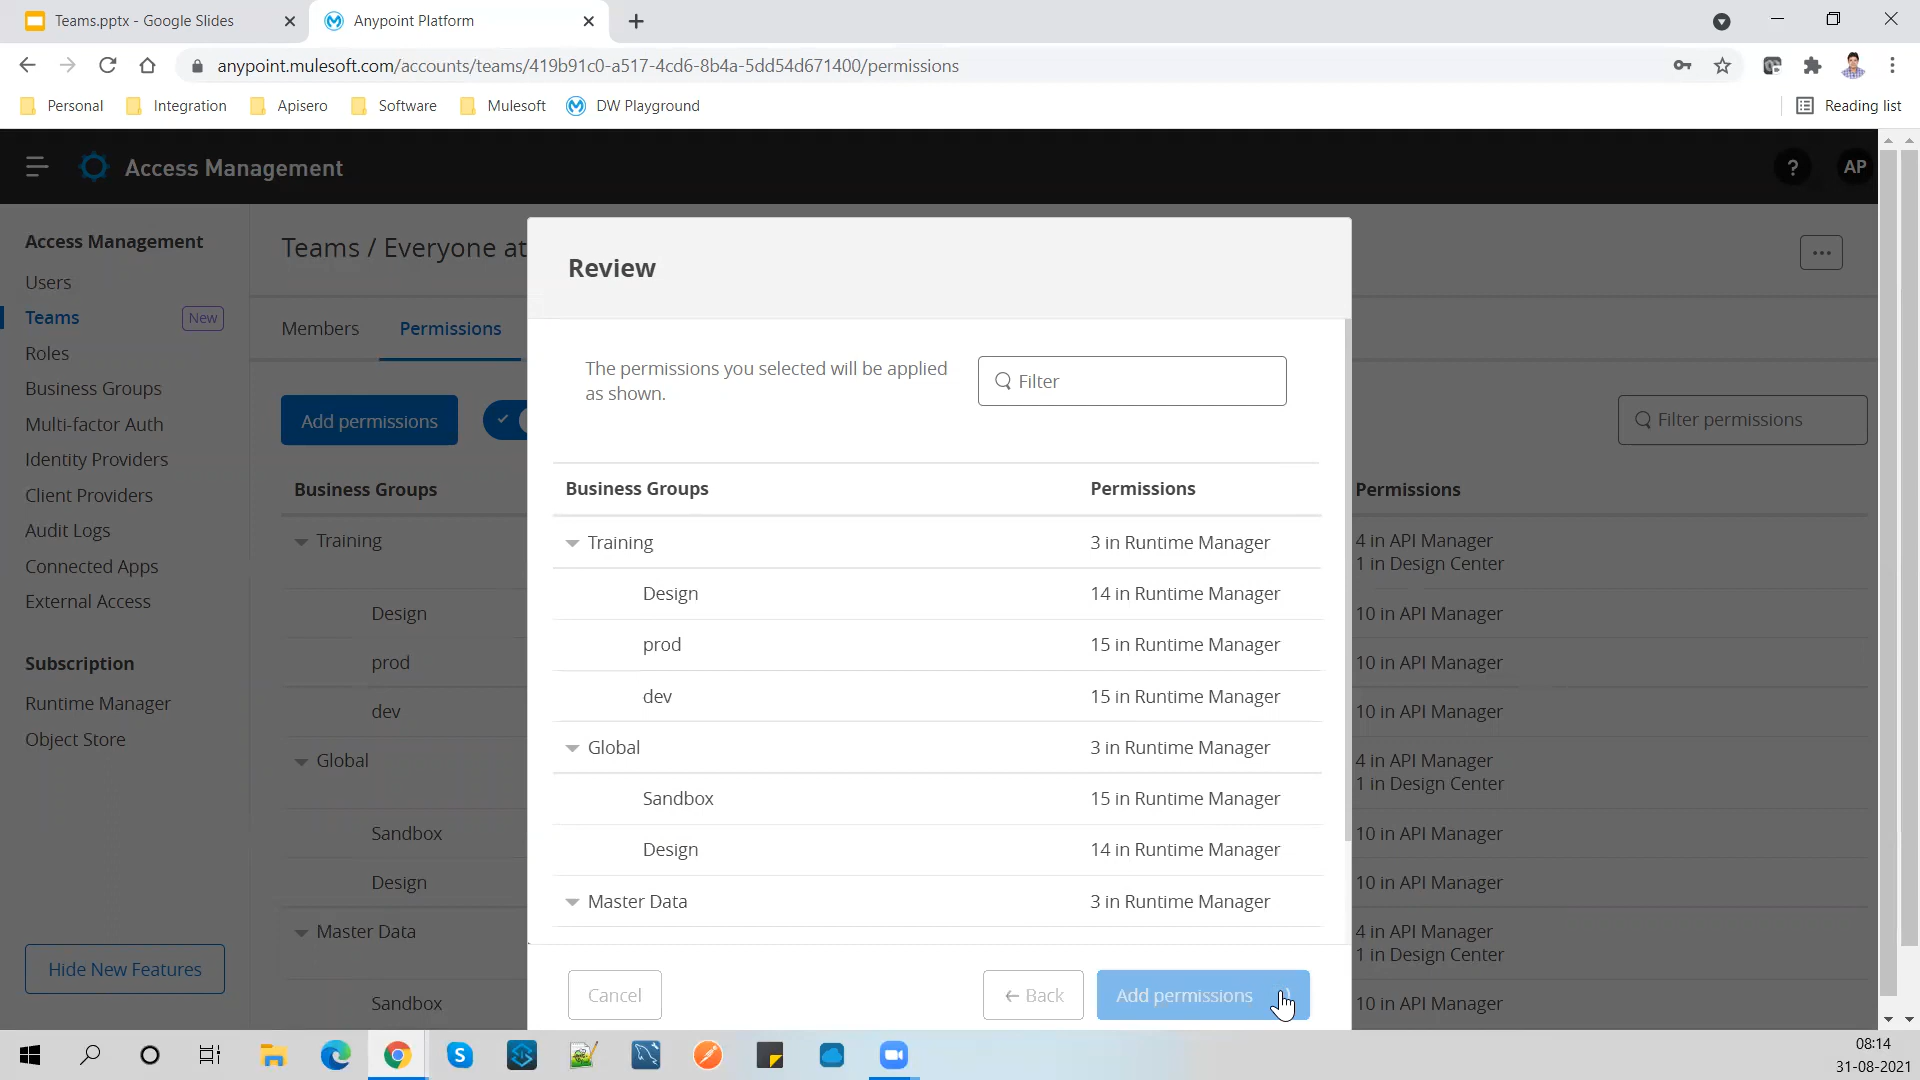 Teams.pptx - Google Slides
Anypoint Platform
anypoint.mulesoft.com/accounts/teams/419b91c0-a517-4cd6-8b4a-5dd54d671400/permissions
Personal Integration Apisero Software Mulesoft DW Playground Reading list
Access Management ? AP
Access Management
Users
Teams New
Roles
Business Groups
Multi-factor Auth
Identity Providers
Client Providers
Audit Logs
Connected Apps
External Access
Subscription
Runtime Manager
Object Store
Hide New Features
Teams / Everyone at
Members Permissions
Add permissions
Filter permissions
Business Groups Permissions
Training 4 in API Manager
1 in Design Center
Design 10 in API Manager
prod 10 in API Manager
dev 10 in API Manager
Global 4 in API Manager
1 in Design Center
Sandbox 10 in API Manager
Design 10 in API Manager
Master Data 4 in API Manager
1 in Design Center
Sandbox 10 in API Manager
Review
The permissions you selected will be applied
as shown.
Filter
Business Groups Permissions
Training 3 in Runtime Manager
Design 14 in Runtime Manager
prod 15 in Runtime Manager
dev 15 in Runtime Manager
Global 3 in Runtime Manager
Sandbox 15 in Runtime Manager
Design 14 in Runtime Manager
Master Data 3 in Runtime Manager
Cancel Back Add permissions
08:14
31-08-2021